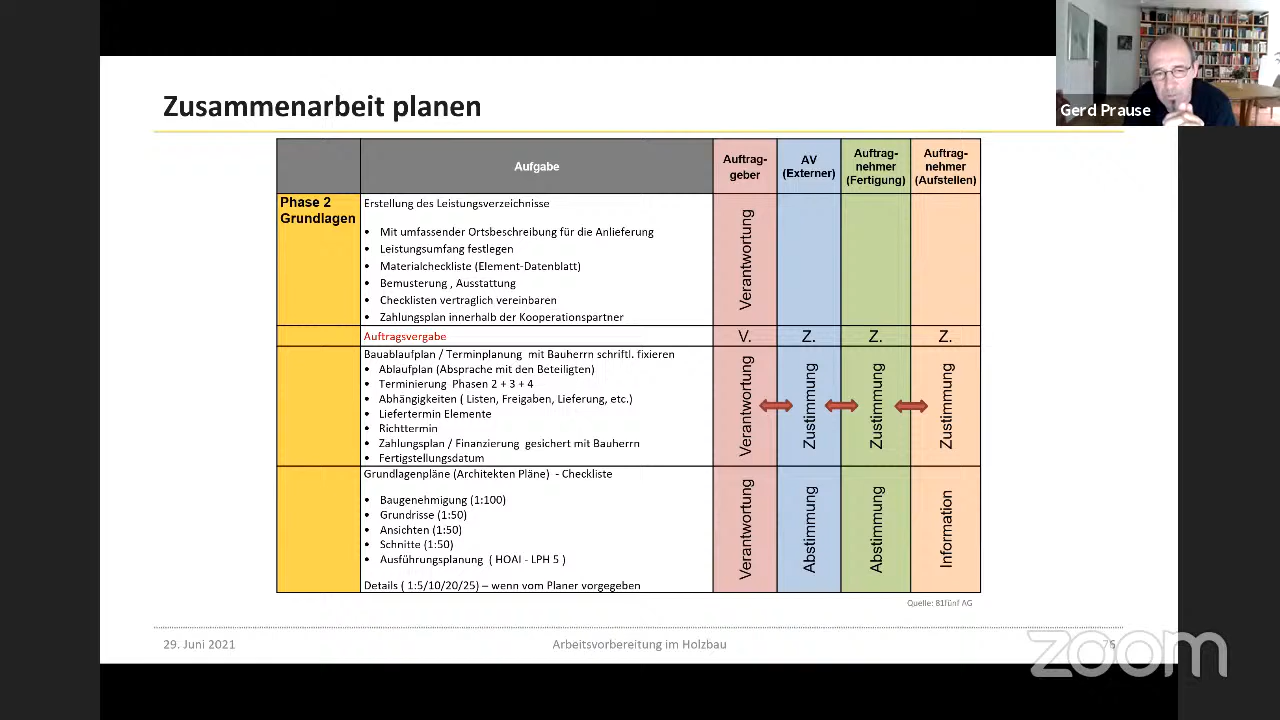 Zusammenarbeit planen
Gerd Prause
Aufgabe
Auftrag-
geber
AV
(Externer)
Auftrag-
nehmer
(Fertigung)
Auftrag-
nehmer
(Aufstellen)
Phase 2
Grundlagen
Erstellung des Leistungsverzeichnisse
• Mit umfassender Ortsbeschreibung für die Anlieferung
• Leistungsumfang festlegen
• Materialcheckliste (Element-Datenblatt)
• Bemusterung , Ausstattung
• Checklisten vertraglich vereinbaren
• Zahlungsplan innerhalb der Kooperationspartner
Verantwortung
Auftragsvergabe
V.
Z.
Z.
Z.
Bauablaufplan / Terminplanung mit Bauherrn schriftl. fixieren
• Ablaufplan (Absprache mit den Beteiligten)
• Terminierung Phasen 2 + 3 + 4
• Abhängigkeiten ( Listen, Freigaben, Lieferung, etc.)
• Liefertermin Elemente
• Richttermin
• Zahlungsplan / Finanzierung gesichert mit Bauherrn
• Fertigstellungsdatum
Verantwortung
Zustimmung
Zustimmung
Zustimmung
Grundlagenpläne (Architekten Pläne) - Checkliste
• Baugenehmigung (1:100)
• Grundrisse (1:50)
• Ansichten (1:50)
• Schnitte (1:50)
• Ausführungsplanung ( HOAI - LPH 5 )
Details ( 1:5/10/20/25) – wenn vom Planer vorgegeben
Verantwortung
Abstimmung
Abstimmung
Information
Quelle: 81fünf AG
29. Juni 2021
Arbeitsvorbereitung im Holzbau
76
zoom